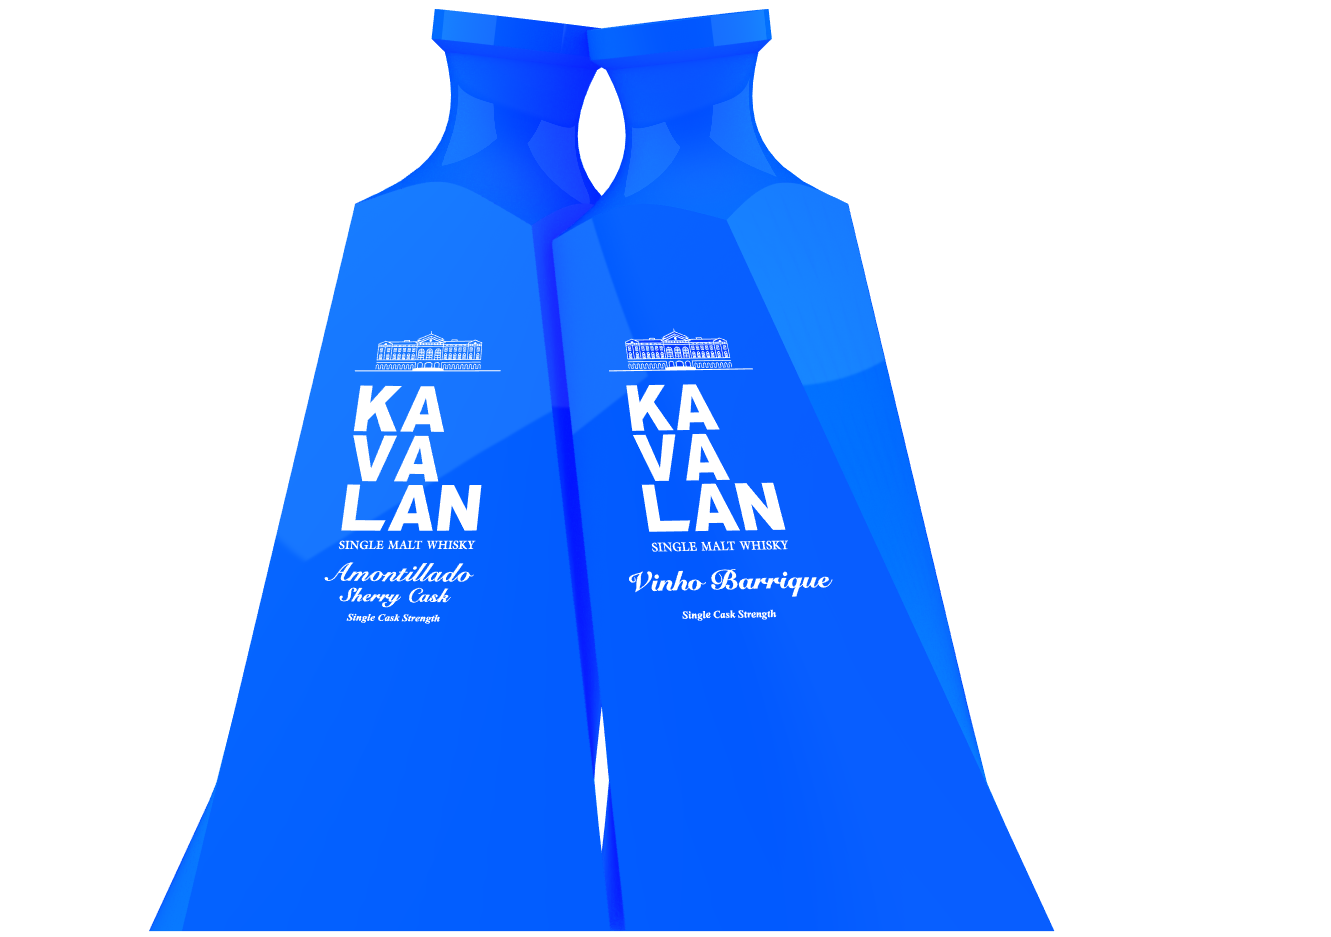 KA
VA
LAN
SINGLE MALT WHISKY
Amontillado
Sherry Cask
Single Cask Strength
KA
VA
LAN
SINGLE MALT WHISKY
Vinho Barrique
Single Cask Strength